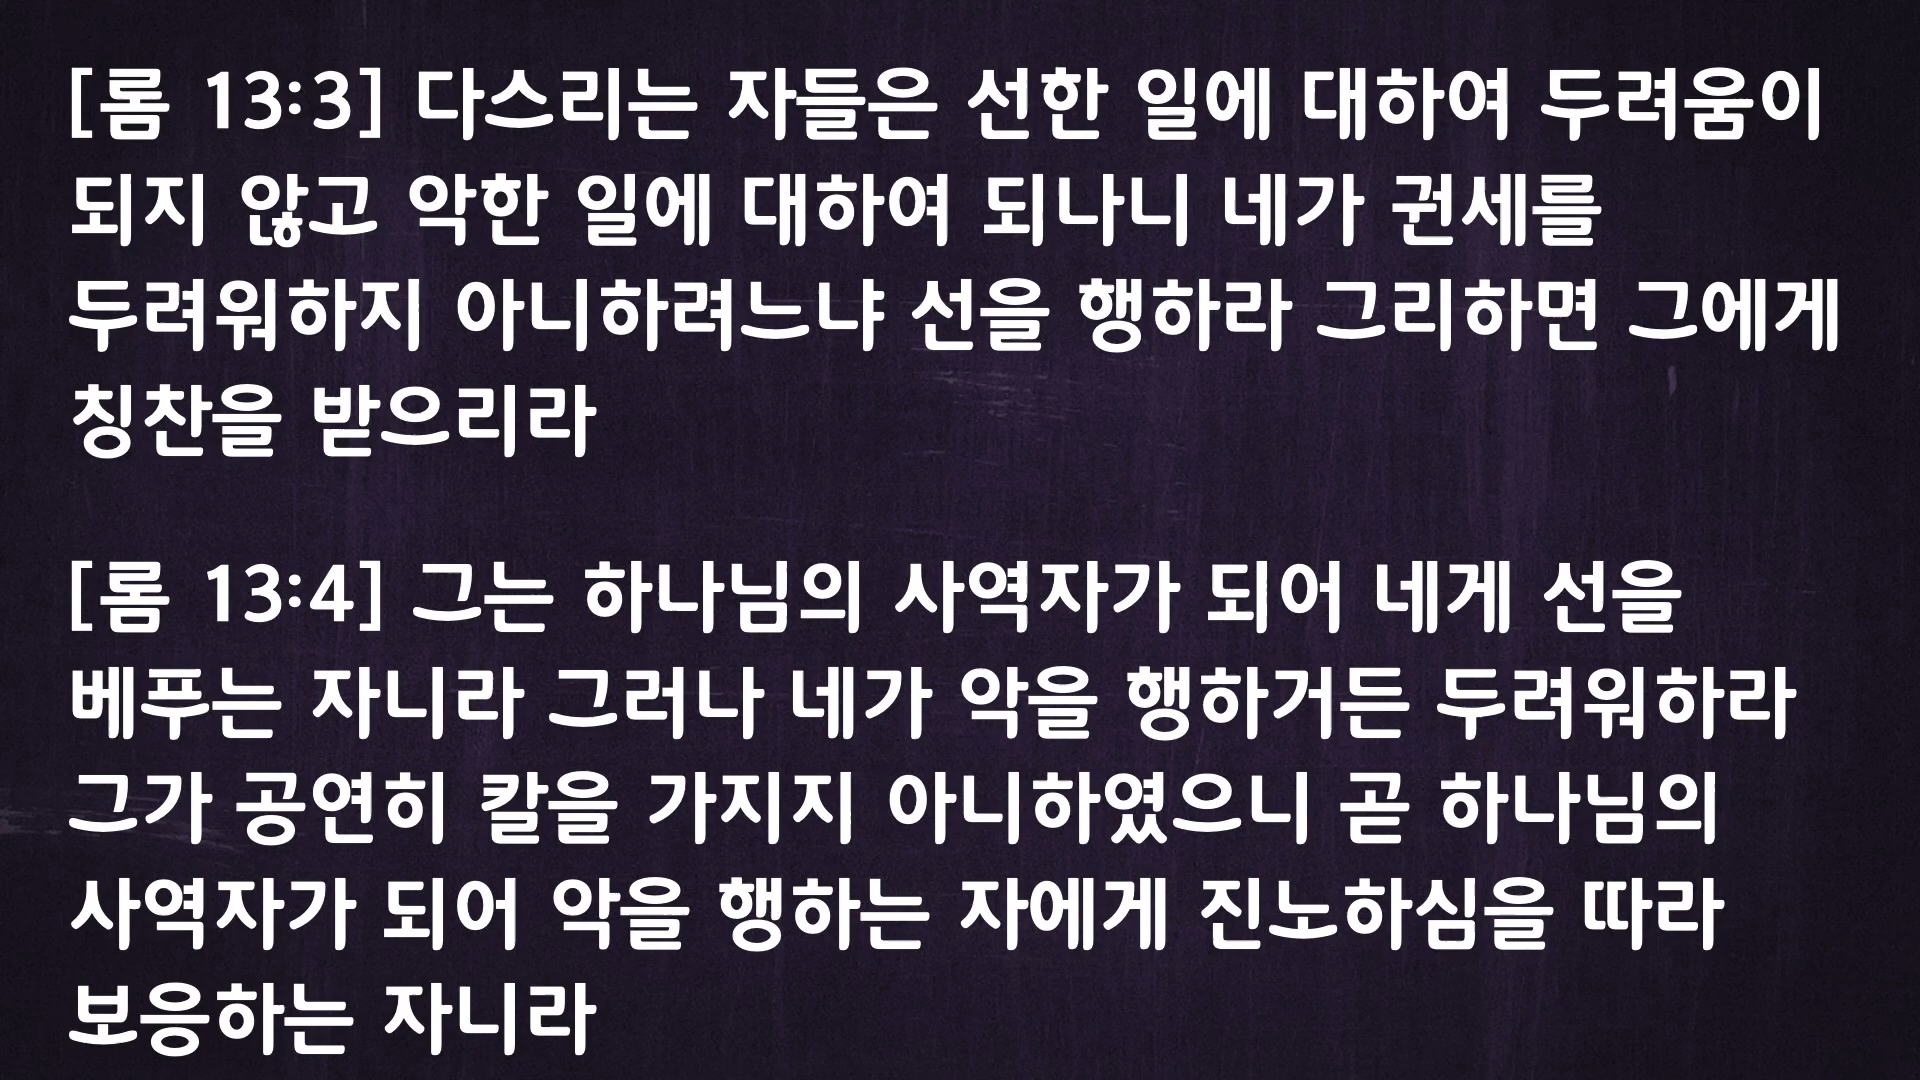 [롬 13:3] 다스리는 자들은 선한 일에 대하여 두려움이
되지 않고 악한 일에 대하여 되나니 네가 권세를
두려워하지 아니하려느냐 선을 행하라 그리하면 그에게
칭찬을 받으리라
[롬 13:4] 그는 하나님의 사역자가 되어 네게 선을
베푸는 자니라 그러나 네가 악을 행하거든 두려워하라
그가 공연히 칼을 가지지 아니하였으니 곧 하나님의
사역자가 되어 악을 행하는 자에게 진노하심을 따라
보응하는 자니라